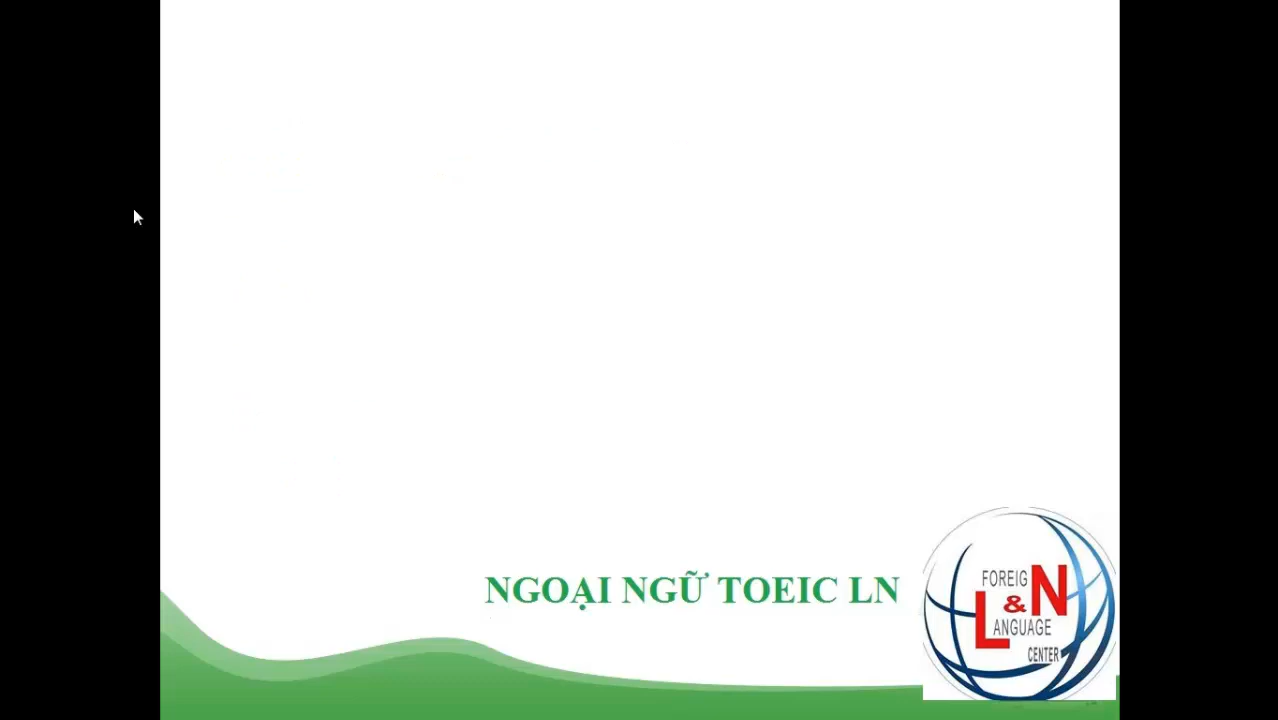 NGOẠI NGỮ TOEIC LN
FOREIG N
L &
ANGUAGE
CENTER